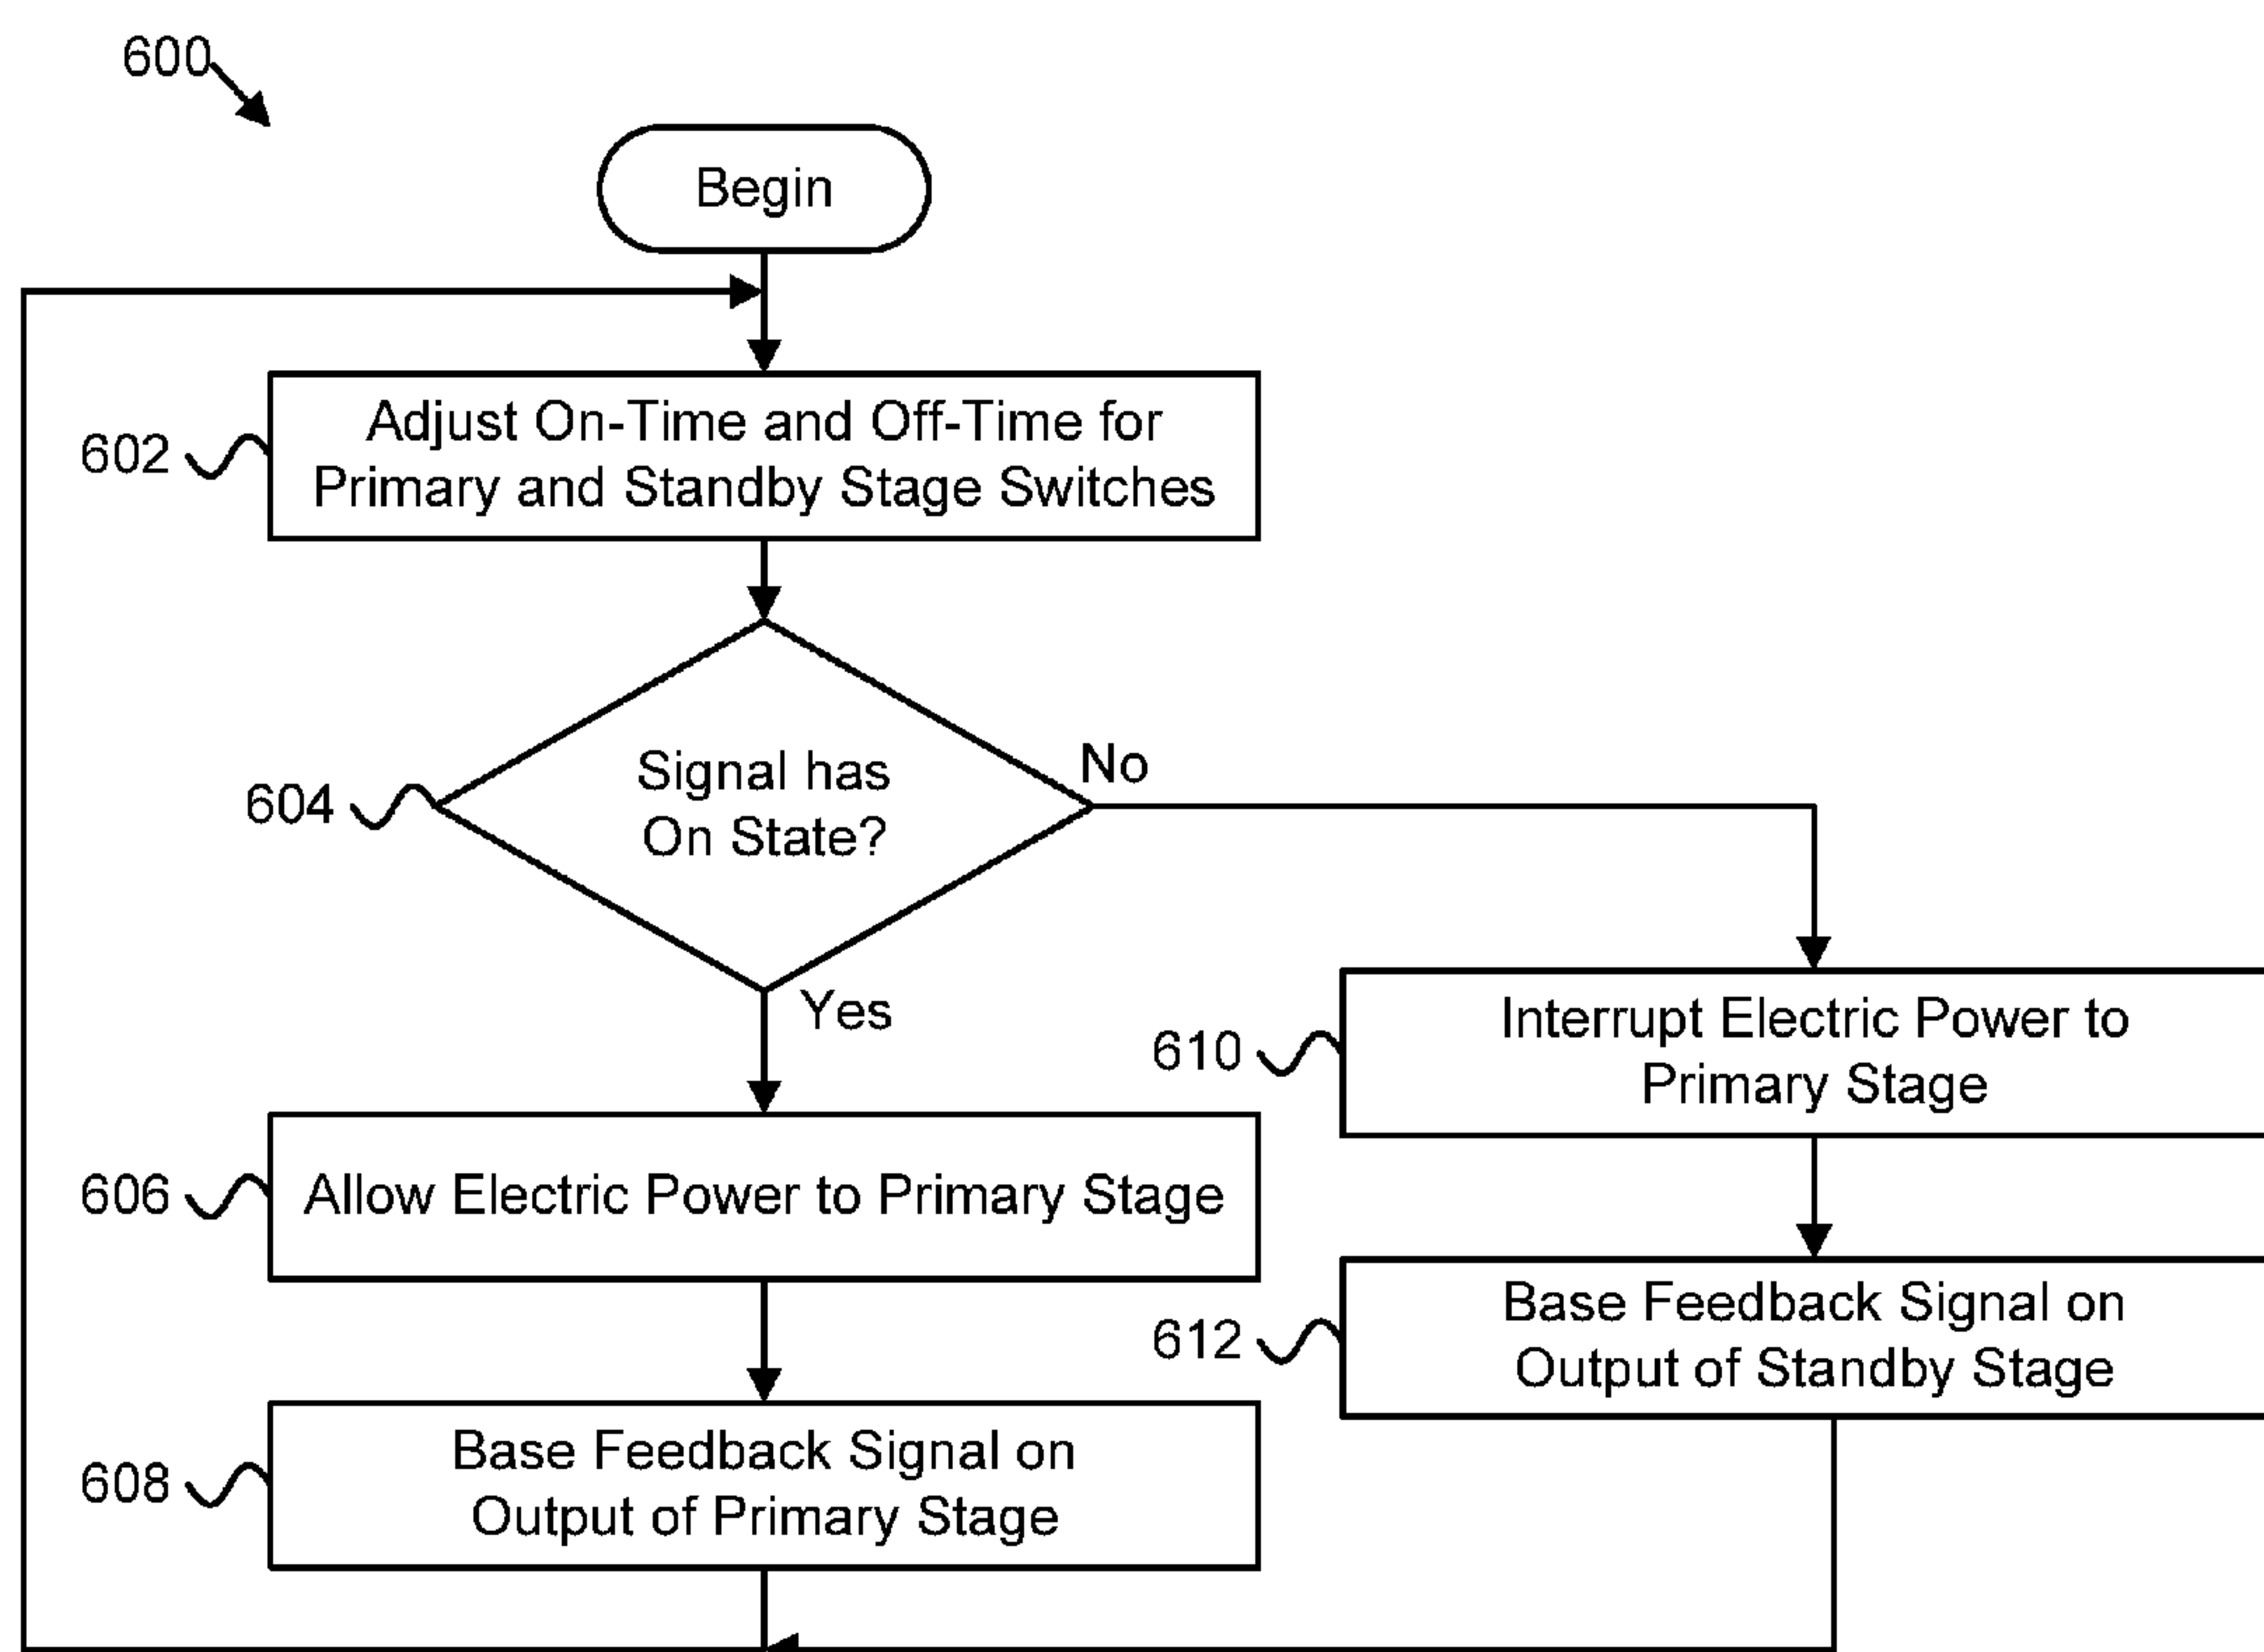 600
Begin
602
Adjust On-Time and Off-Time for
Primary and Standby Stage Switches
604
Signal has
On State?
No
Yes
610
Interrupt Electric Power to
Primary Stage
606
Allow Electric Power to Primary Stage
612
Base Feedback Signal on
Output of Standby Stage
608
Base Feedback Signal on
Output of Primary Stage